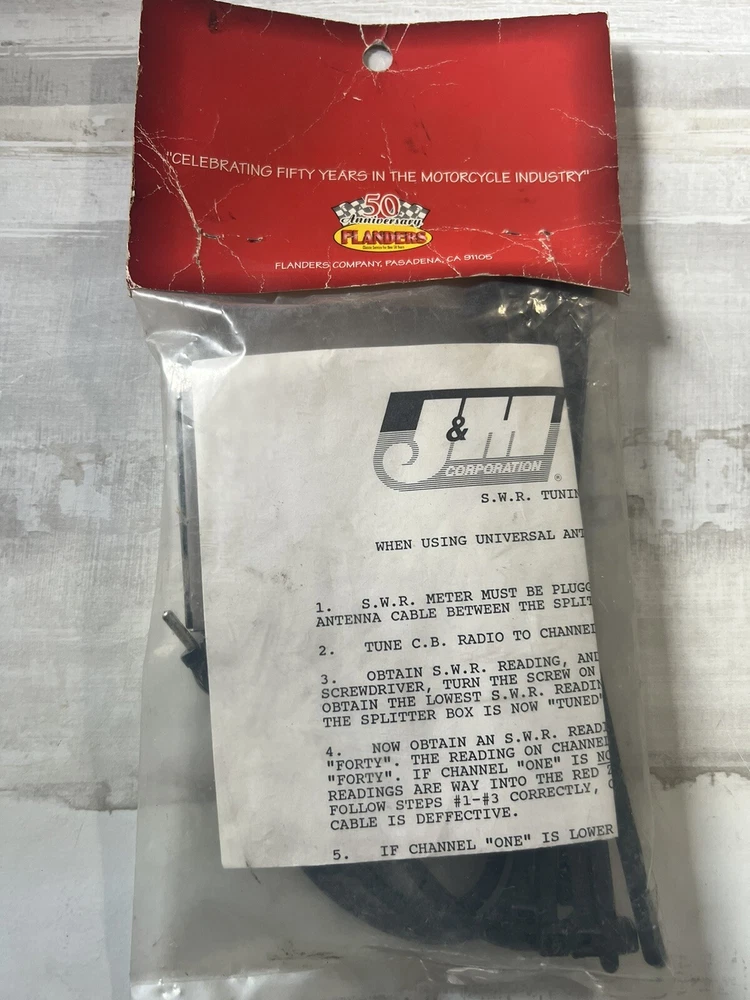 "CELEBRATING FIFTY YEARS IN THE MOTORCYCLE INDUSTRY"
50
Anniversary
FLANDERS
FLANDERS COMPANY, PASADENA, CA 91105
J&M
CORPORATION ®
S.W.R. TUNIN
WHEN USING UNIVERSAL ANT
1. S.W.R. METER MUST BE PLUGG
ANTENNA CABLE BETWEEN THE SPLIT
2. TUNE C.B. RADIO TO CHANNEL
3. OBTAIN S.W.R. READING, AND
SCREWDRIVER, TURN THE SCREW ON
OBTAIN THE LOWEST S.W.R. READIN
THE SPLITTER BOX IS NOW "TUNED"
4. NOW OBTAIN AN S.W.R. READI
"FORTY". THE READING ON CHANNEL
"FORTY". IF CHANNEL "ONE" IS NO
READINGS ARE WAY INTO THE RED
FOLLOW STEPS #1-#3 CORRECTLY,
CABLE IS DEFFECTIVE.
5. IF CHANNEL "ONE" IS LOWER